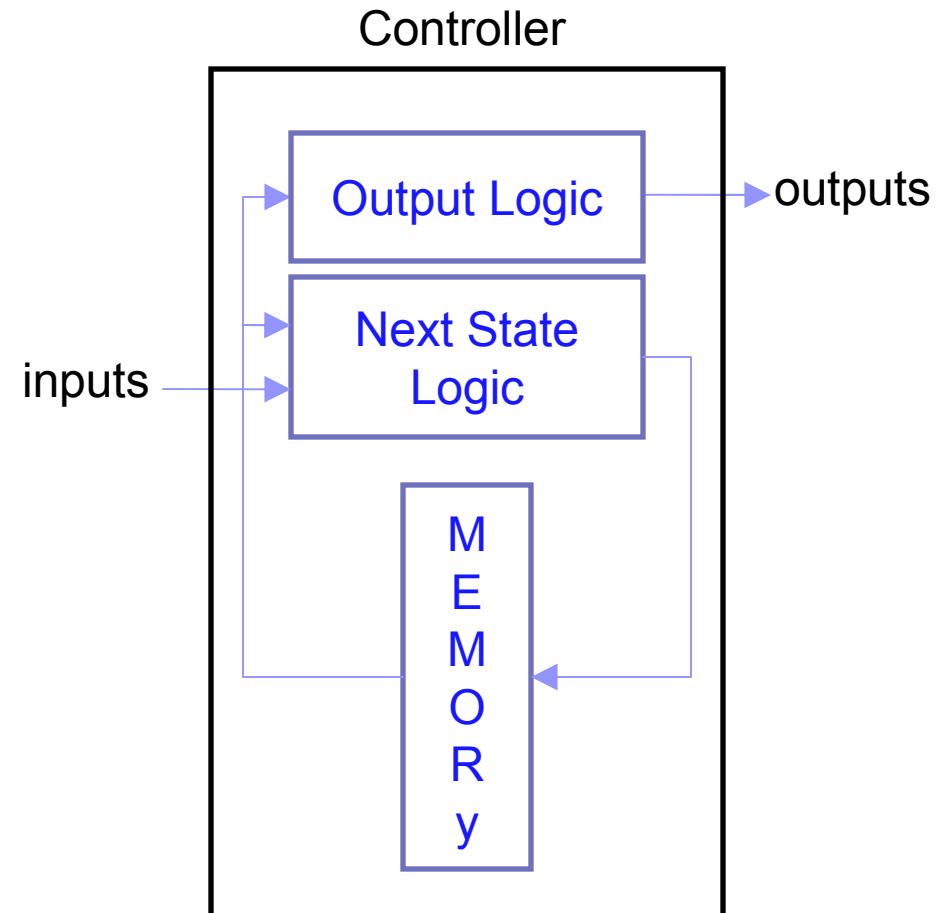 Controller
Output Logic
outputs
Next State
Logic
inputs
M
E
M
O
R
y